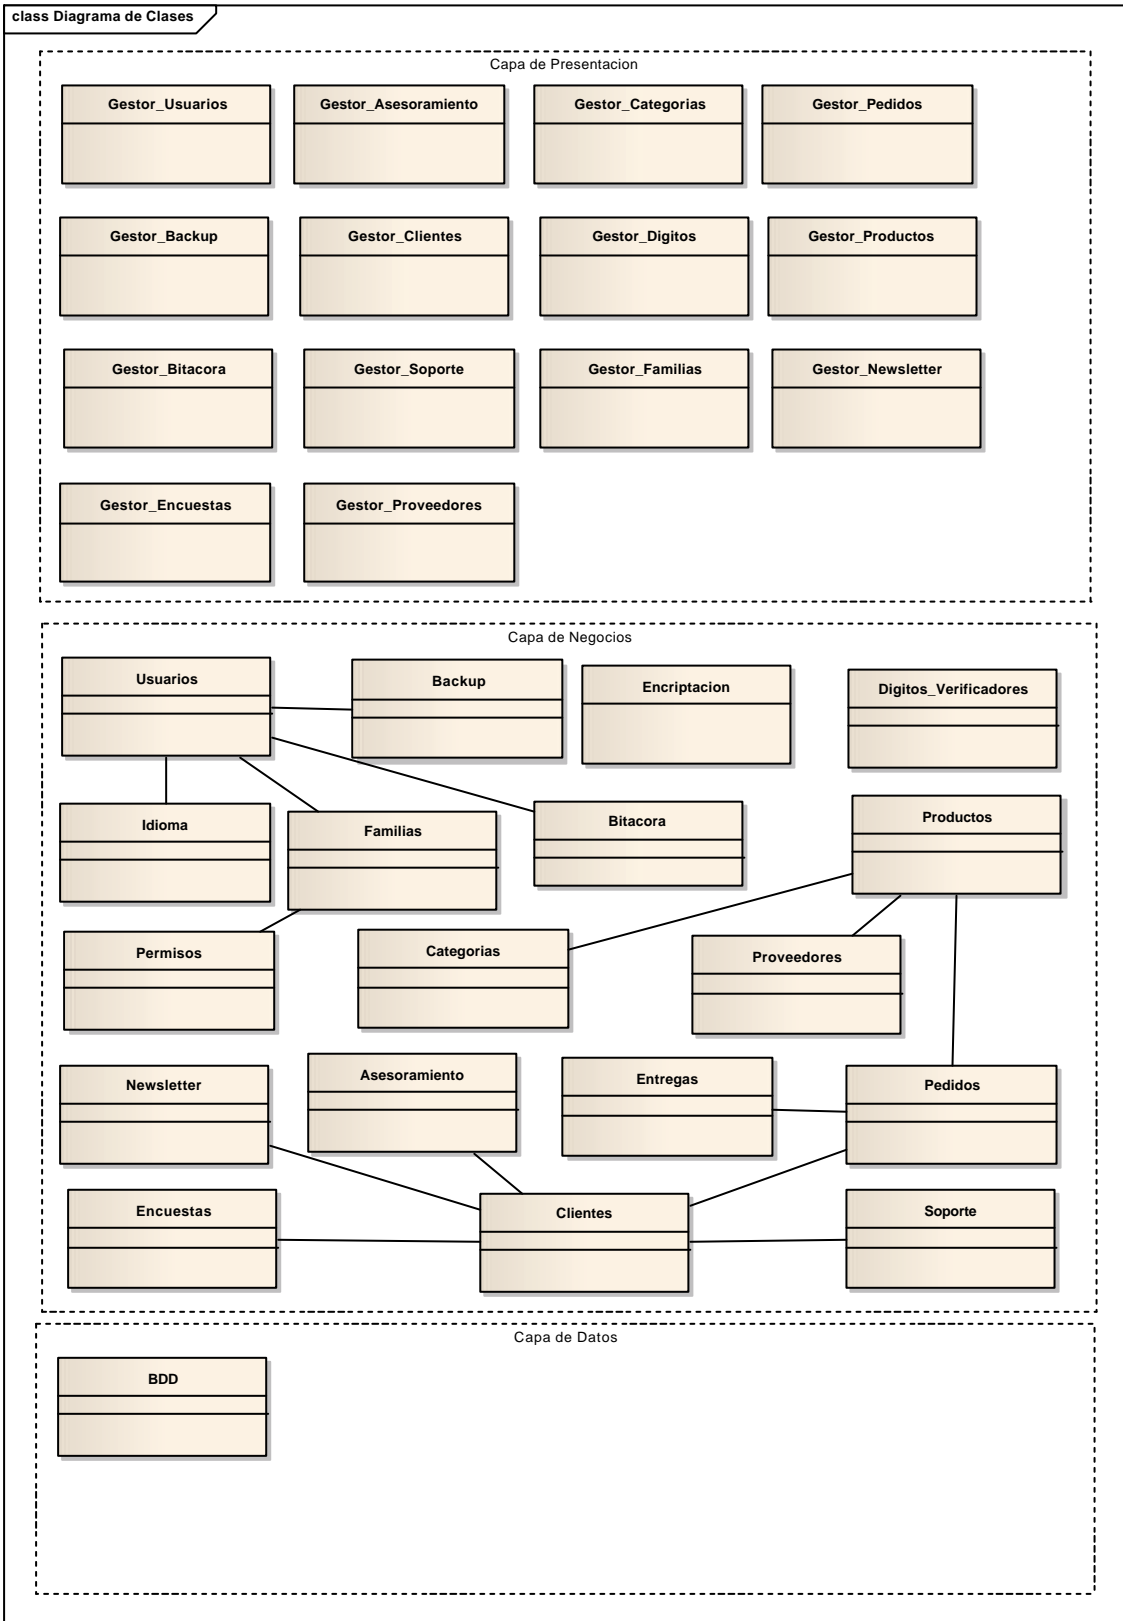 class Diagrama de Clases
Capa de Presentacion
Gestor_Usuarios
Gestor_Asesoramiento
Gestor_Categorias
Gestor_Pedidos
Gestor_Backup
Gestor_Clientes
Gestor_Digitos
Gestor_Productos
Gestor_Bitacora
Gestor_Soporte
Gestor_Familias
Gestor_Newsletter
Gestor_Encuestas
Gestor_Proveedores
Capa de Negocios
Usuarios
Backup
Encriptacion
Digitos_Verificadores
Idioma
Familias
Bitacora
Productos
Permisos
Categorias
Proveedores
Newsletter
Asesoramiento
Entregas
Pedidos
Encuestas
Clientes
Soporte
Capa de Datos
BDD